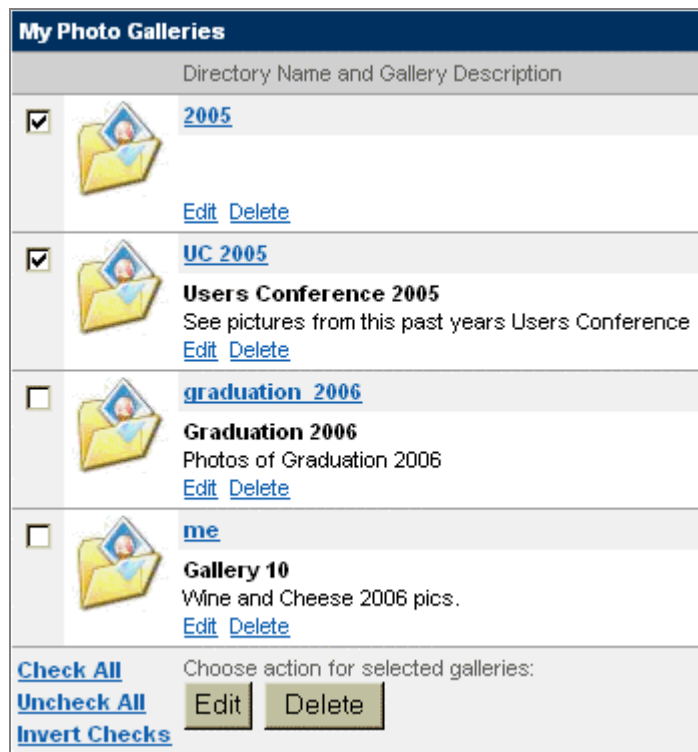 My Photo Galleries
Directory Name and Gallery Description
2005
Edit Delete
UC 2005
Users Conference 2005
See pictures from this past years Users Conference
Edit Delete
graduation_2006
Graduation 2006
Photos of Graduation 2006
Edit Delete
me
Gallery 10
Wine and Cheese 2006 pics.
Edit Delete
Check All
Uncheck All
Invert Checks
Choose action for selected galleries:
Edit Delete